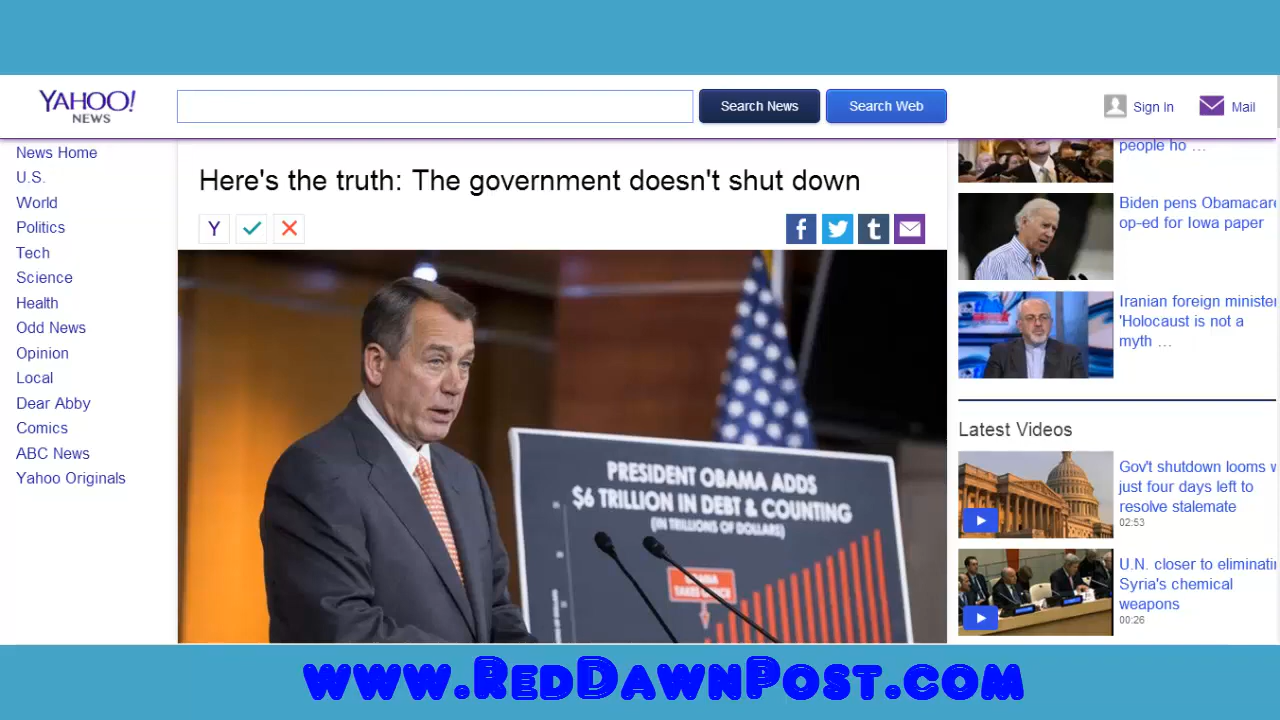 YAHOO!
NEWS
Search News
Search Web
Sign In
Mail
News Home
U.S.
World
Politics
Tech
Science
Health
Odd News
Opinion
Local
Dear Abby
Comics
ABC News
Yahoo Originals
Here's the truth: The government doesn't shut down
Y
f
t
PRESIDENT OBAMA ADDS
$6 TRILLION IN DEBT & COUNTING
(IN TRILLIONS OF DOLLARS)
OBAMA
TAKES OFFICE
people ho ...
Biden pens Obamacare
op-ed for Iowa paper
Iranian foreign minister
'Holocaust is not a
myth ...
Latest Videos
Gov't shutdown looms w
just four days left to
resolve stalemate
02:53
U.N. closer to eliminati
Syria's chemical
weapons
00:26
www.RedDawnPost.com